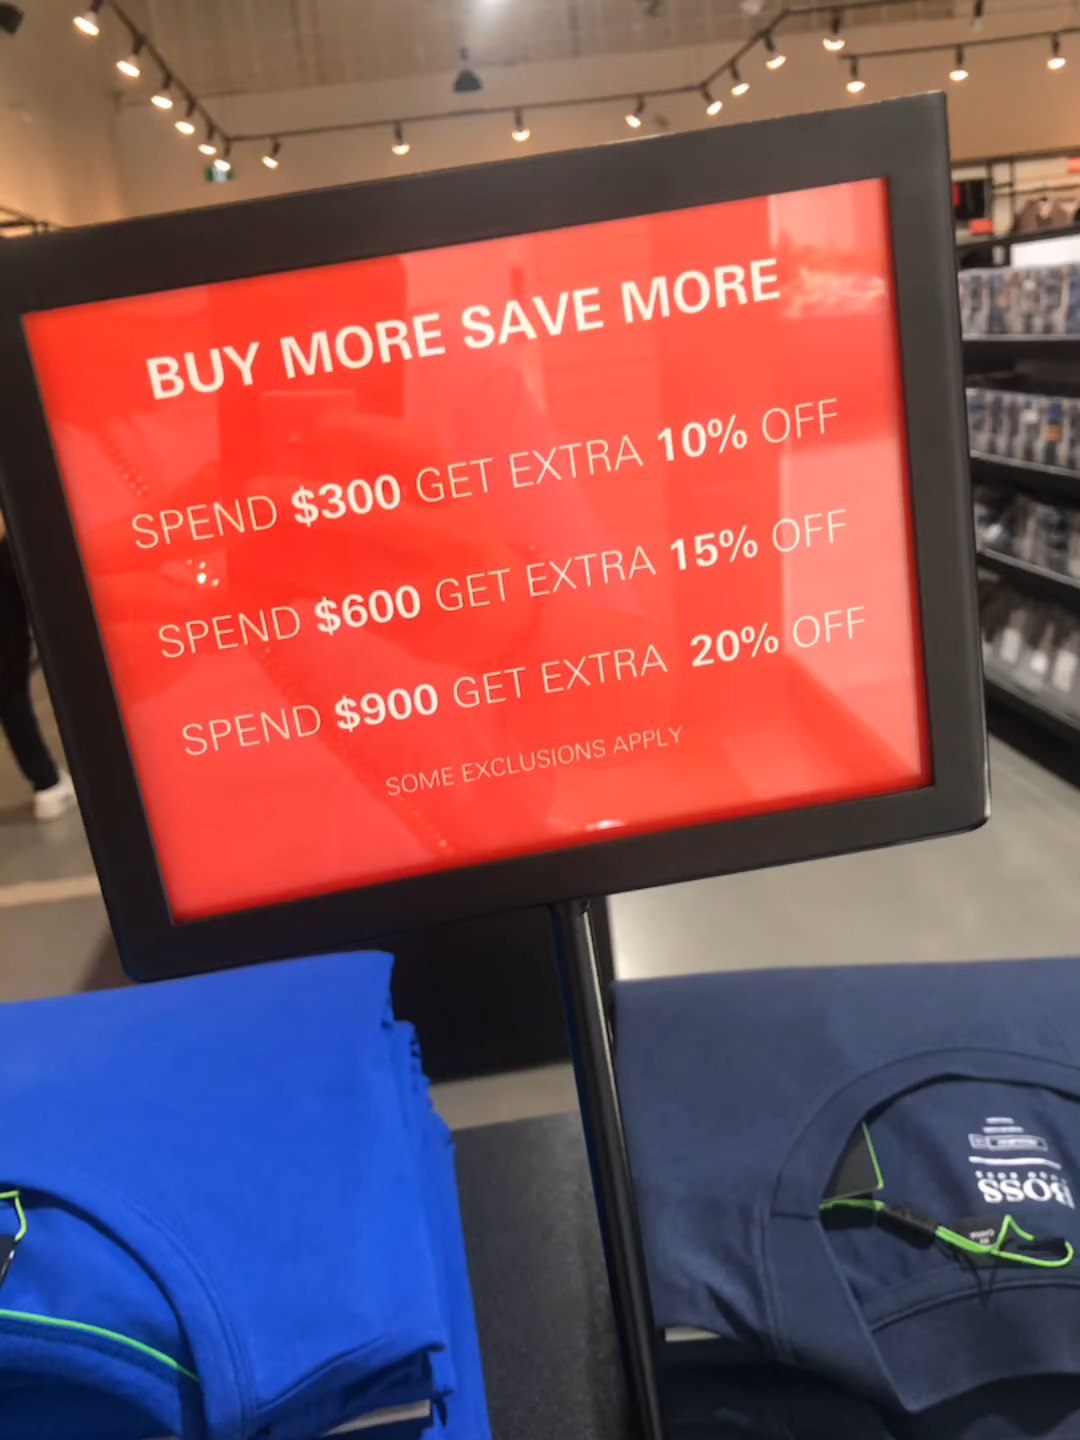 BUY MORE SAVE MORE
SPEND $300 GET EXTRA 10% OFF
SPEND $600 GET EXTRA 15% OFF
SPEND $900 GET EXTRA 20% OFF
SOME EXCLUSIONS APPLY
BOSS